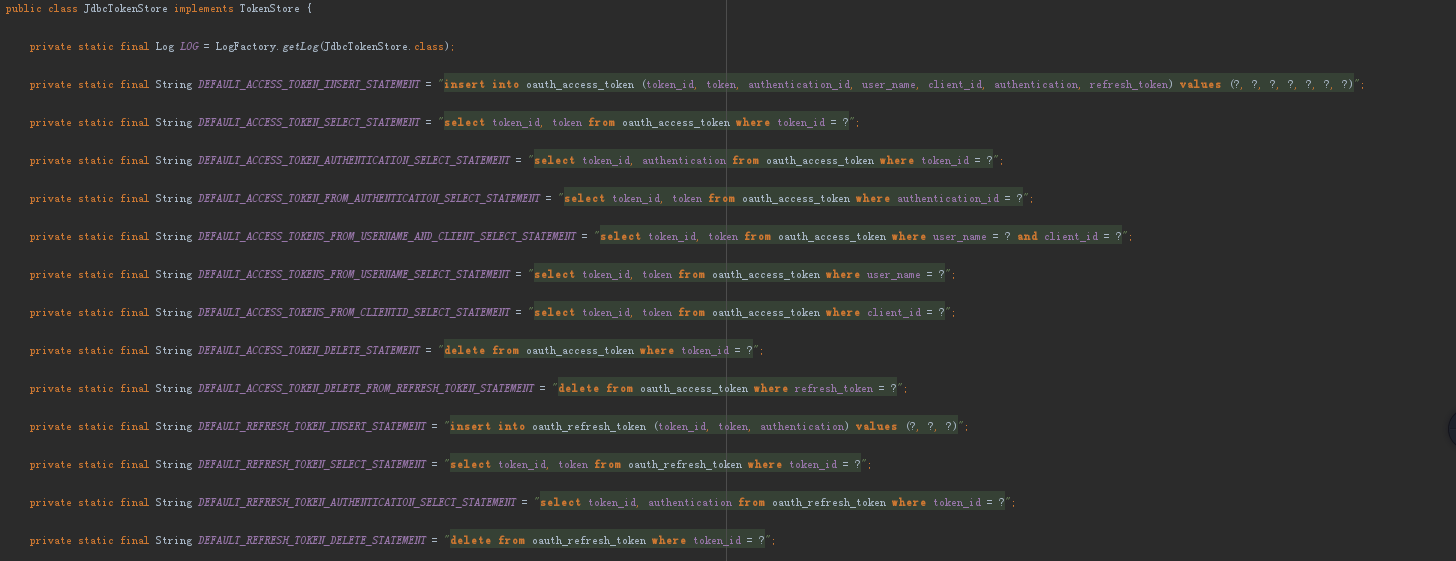 public class JdbcTokenStore implements TokenStore {
private static final Log LOG = LogFactory.getLog(JdbcTokenStore.class);
private static final String DEFAULT_ACCESS_TOKEN_INSERT_STATEMENT = "insert into oauth_access_token (token_id, token, authentication_id, user_name, client_id, authentication, refresh_token) values (?, ?, ?, ?, ?, ?, ?)";
private static final String DEFAULT_ACCESS_TOKEN_SELECT_STATEMENT = "select token_id, token from oauth_access_token where token_id = ?";
private static final String DEFAULT_ACCESS_TOKEN_AUTHENTICATION_SELECT_STATEMENT = "select token_id, authentication from oauth_access_token where token_id = ?";
private static final String DEFAULT_ACCESS_TOKEN_FROM_AUTHENTICATION_SELECT_STATEMENT = "select token_id, token from oauth_access_token where authentication_id = ?";
private static final String DEFAULT_ACCESS_TOKENS_FROM_USERNAME_AND_CLIENT_SELECT_STATEMENT = "select token_id, token from oauth_access_token where user_name = ? and client_id = ?";
private static final String DEFAULT_ACCESS_TOKENS_FROM_USERNAME_SELECT_STATEMENT = "select token_id, token from oauth_access_token where user_name = ?";
private static final String DEFAULT_ACCESS_TOKENS_FROM_CLIENTID_SELECT_STATEMENT = "select token_id, token from oauth_access_token where client_id = ?";
private static final String DEFAULT_ACCESS_TOKEN_DELETE_STATEMENT = "delete from oauth_access_token where token_id = ?";
private static final String DEFAULT_ACCESS_TOKEN_DELETE_FROM_REFRESH_TOKEN_STATEMENT = "delete from oauth_access_token where refresh_token = ?";
private static final String DEFAULT_REFRESH_TOKEN_INSERT_STATEMENT = "insert into oauth_refresh_token (token_id, token, authentication) values (?, ?, ?)";
private static final String DEFAULT_REFRESH_TOKEN_SELECT_STATEMENT = "select token_id, token from oauth_refresh_token where token_id = ?";
private static final String DEFAULT_REFRESH_TOKEN_AUTHENTICATION_SELECT_STATEMENT = "select token_id, authentication from oauth_refresh_token where token_id = ?";
private static final String DEFAULT_REFRESH_TOKEN_DELETE_STATEMENT = "delete from oauth_refresh_token where token_id = ?";